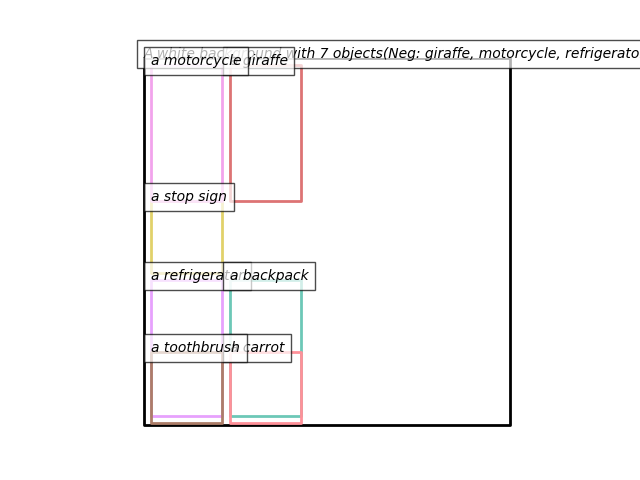 A white background with 7 objects(Neg: giraffe, motorcycle, refrigerato
a motorcycle
giraffe
a stop sign
a refrigerator
a backpack
a toothbrush
carrot